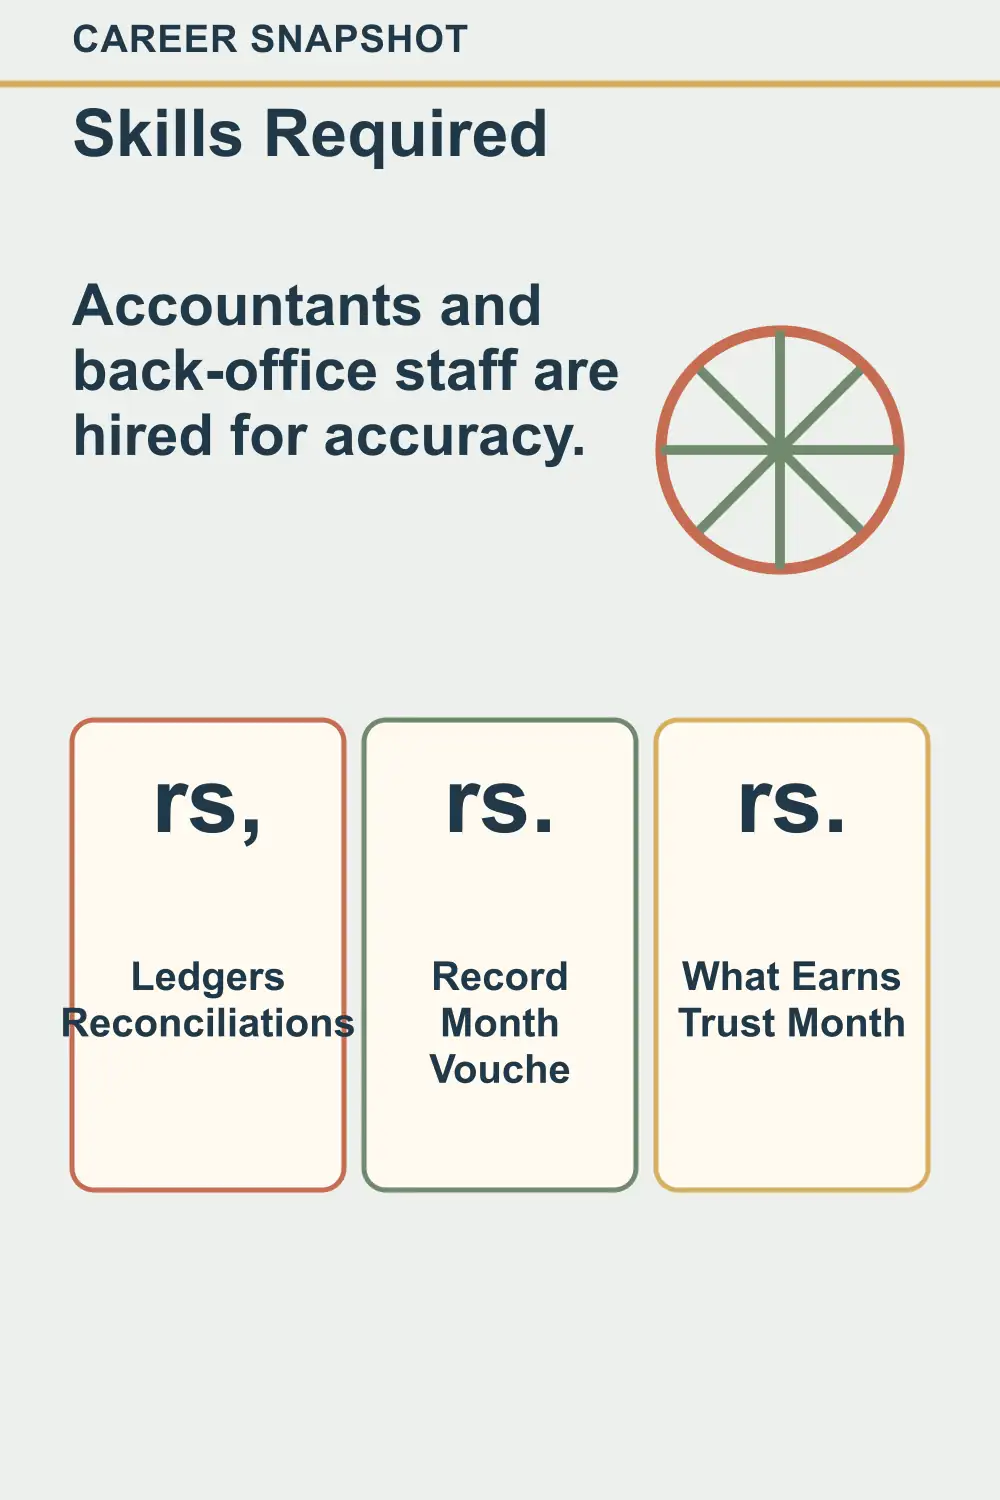 CAREER SNAPSHOT
Skills Required
Accountants and
back-office staff are
hired for accuracy.
rs,
Ledgers
Reconciliations
rs.
Record
Month
Vouche
rs.
What Earns
Trust Month